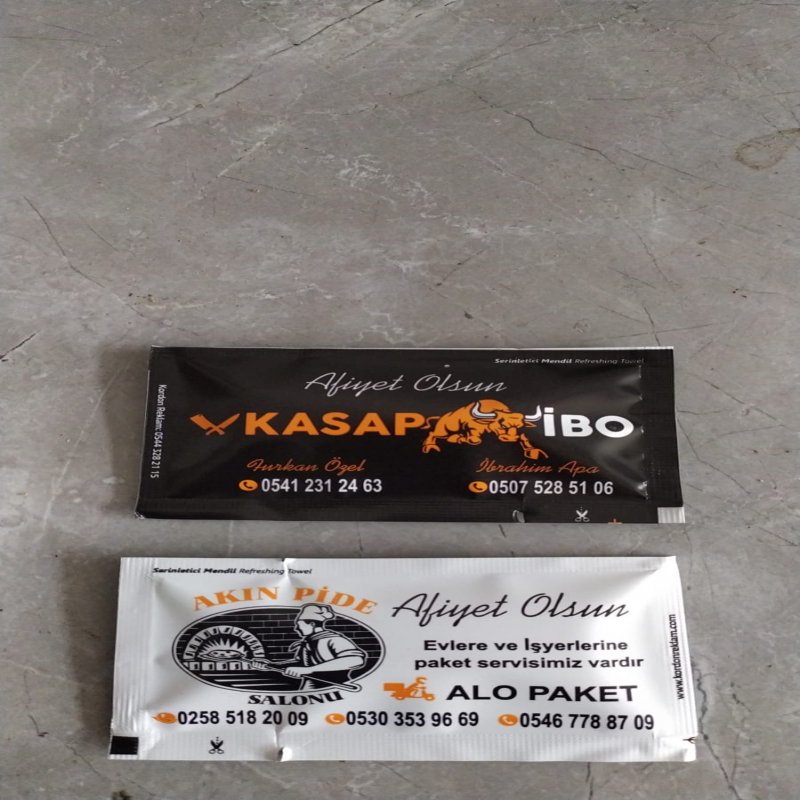 Serinletici Mendil Refreshing Towel
Afiyet Olsun
KASAP İBO
Furkan Özel
0541 231 24 63
İbrahim Apa
0507 528 51 06
Kordon Reklam: 0544 328 21 15
Serinletici Mendil Refreshing Towel
AKIN PİDE
SALONU
Afiyet Olsun
Evlere ve İşyerlerine
paket servisimiz vardır
ALO PAKET
0258 518 20 09 0530 353 96 69 0546 778 87 09
www.kordonreklam.com